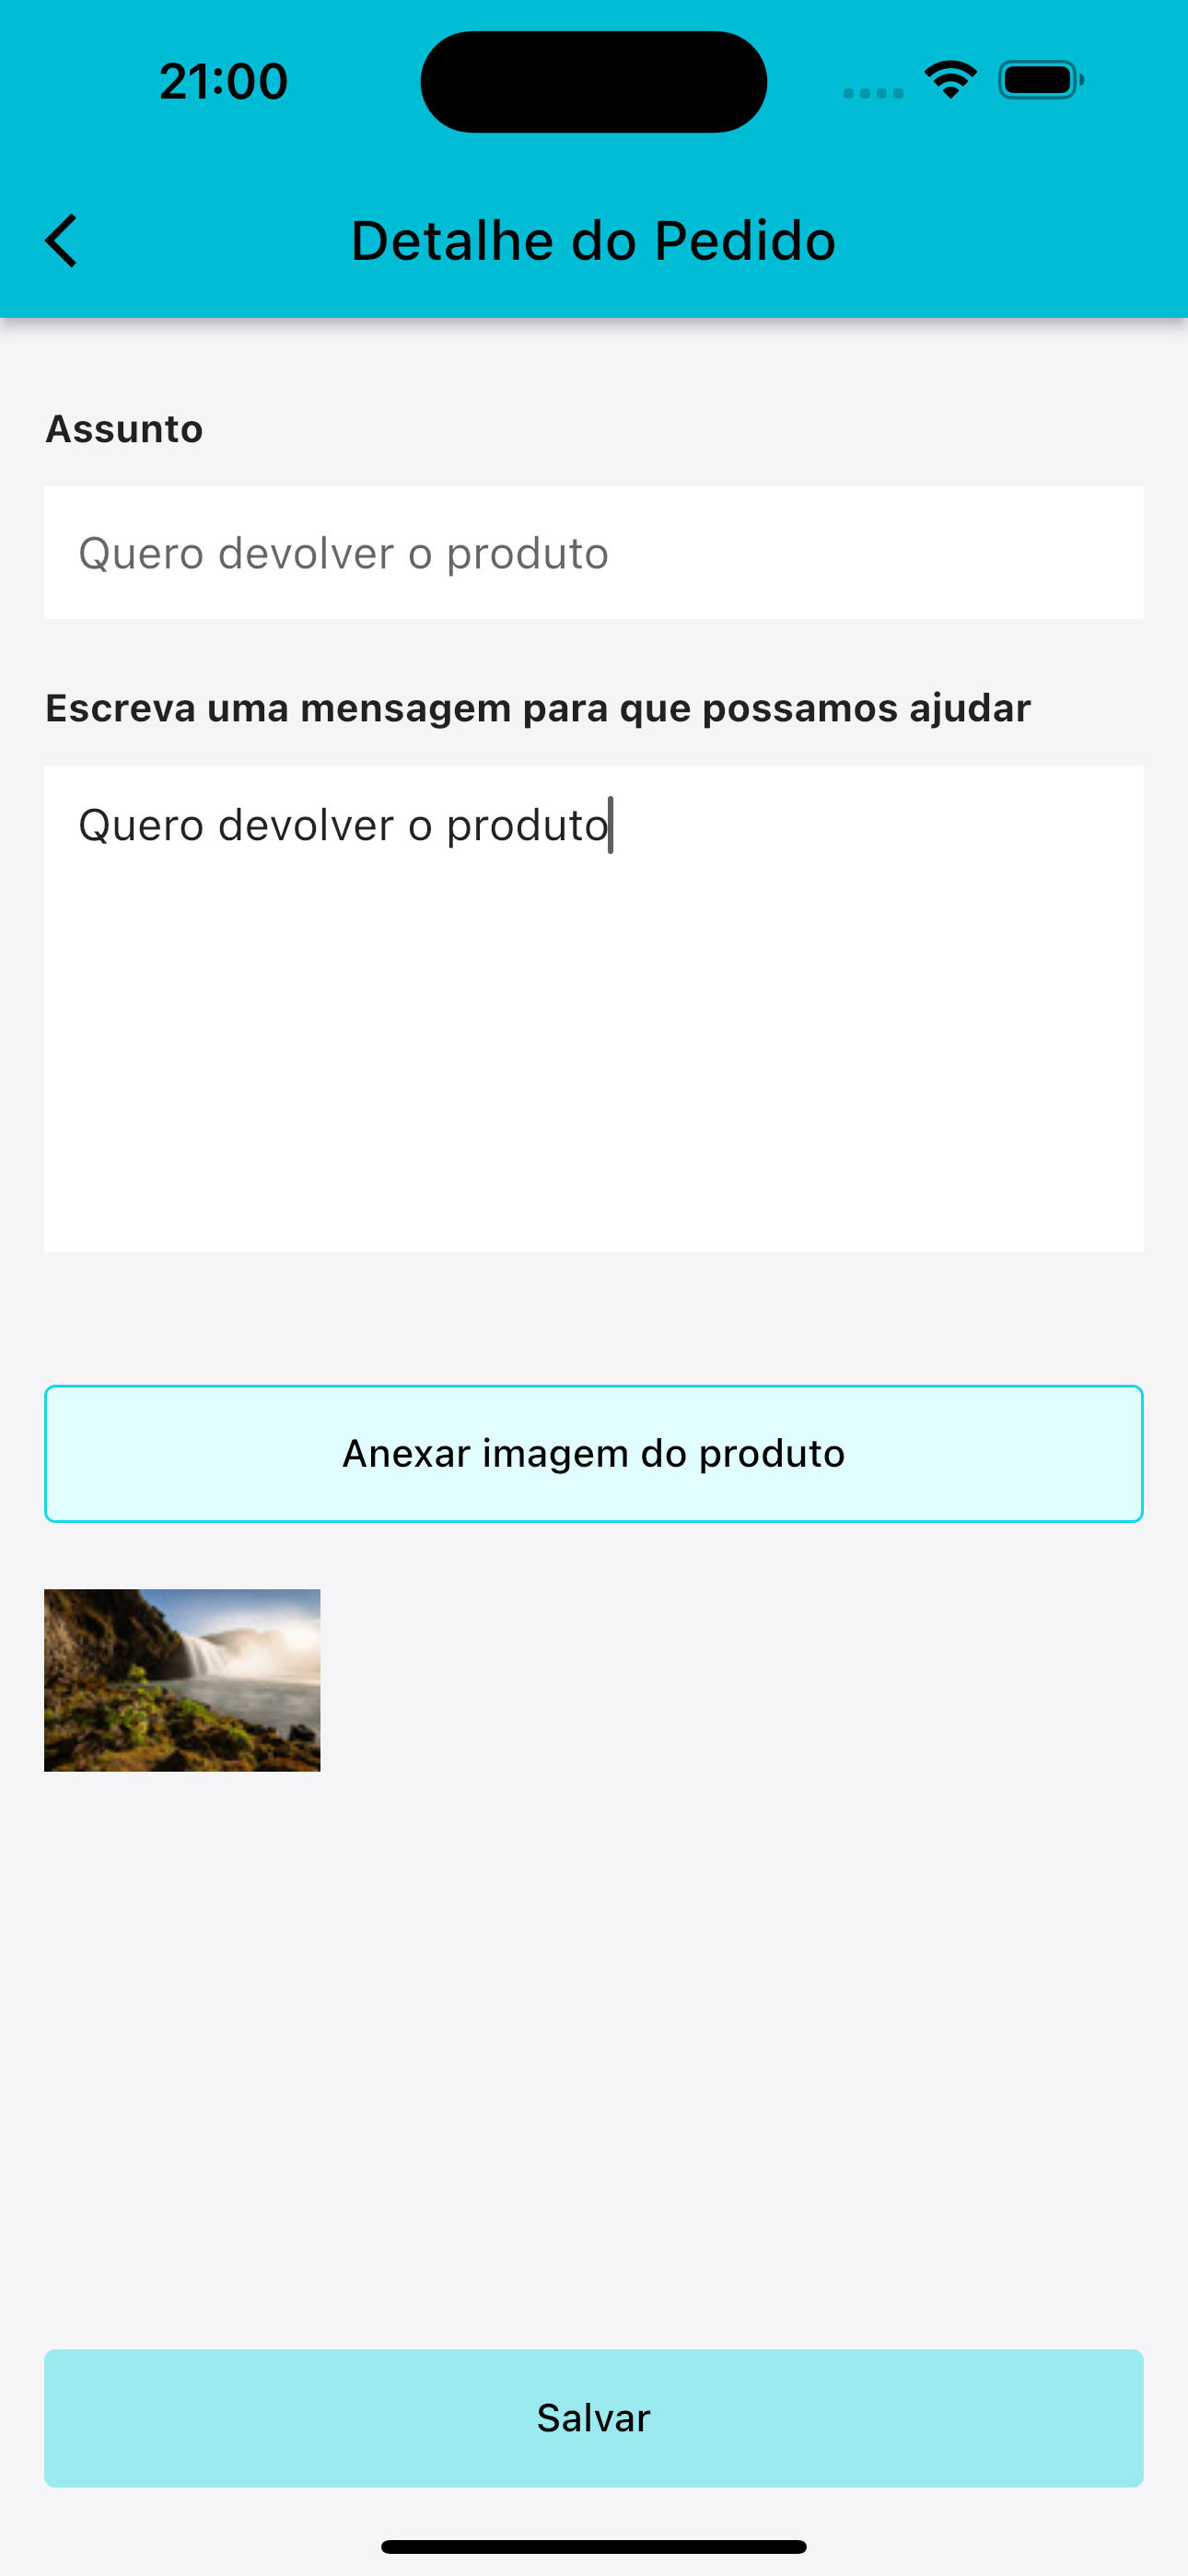 21:00
Detalhe do Pedido
Assunto
Quero devolver o produto
Escreva uma mensagem para que possamos ajudar
Quero devolver o produto
Anexar imagem do produto
Salvar